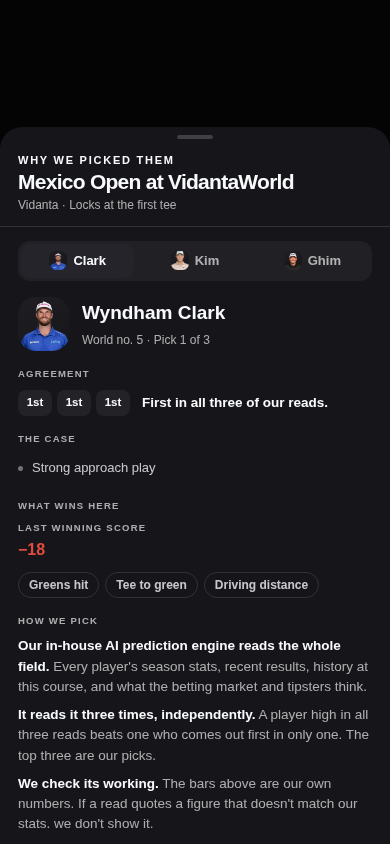 WHY WE PICKED THEM
Mexico Open at VidantaWorld
Vidanta · Locks at the first tee
Clark
Kim
Ghim
Wyndham Clark
World no. 5 · Pick 1 of 3
AGREEMENT
1st 1st 1st First in all three of our reads.
THE CASE
Strong approach play
WHAT WINS HERE
LAST WINNING SCORE
−18
Greens hit
Tee to green
Driving distance
HOW WE PICK
Our in-house AI prediction engine reads the whole
field. Every player's season stats, recent results, history at
this course, and what the betting market and tipsters think.
It reads it three times, independently. A player high in all
three reads beats one who comes out first in only one. The
top three are our picks.
We check its working. The bars above are our own
numbers. If a read quotes a figure that doesn't match our
stats. we don't show it.